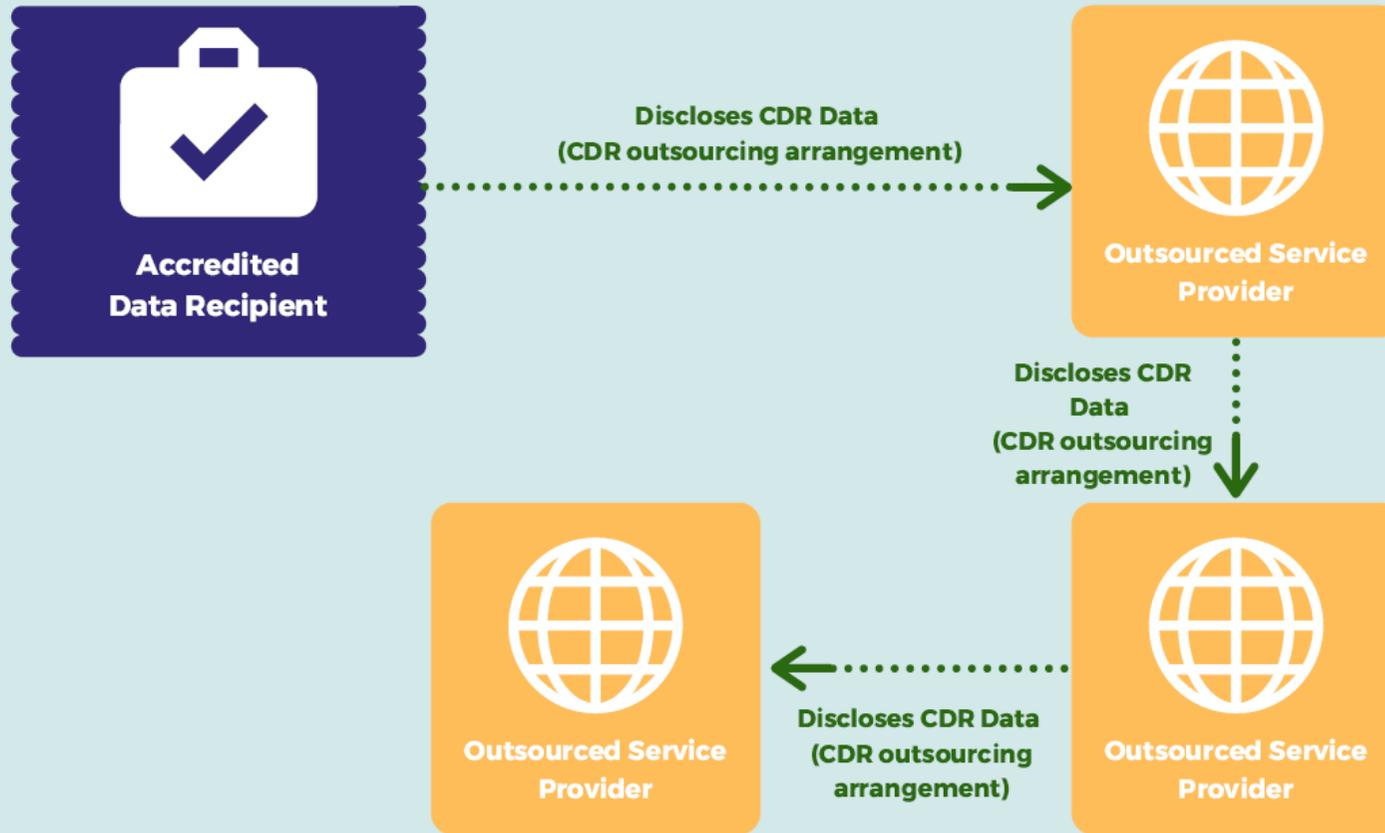 Discloses CDR Data
(CDR outsourcing arrangement)
Accredited
Data Recipient
Outsourced Service
Provider
Discloses CDR
Data
(CDR outsourcing
arrangement)
Outsourced Service
Provider
Discloses CDR Data
(CDR outsourcing
arrangement)
Outsourced Service
Provider